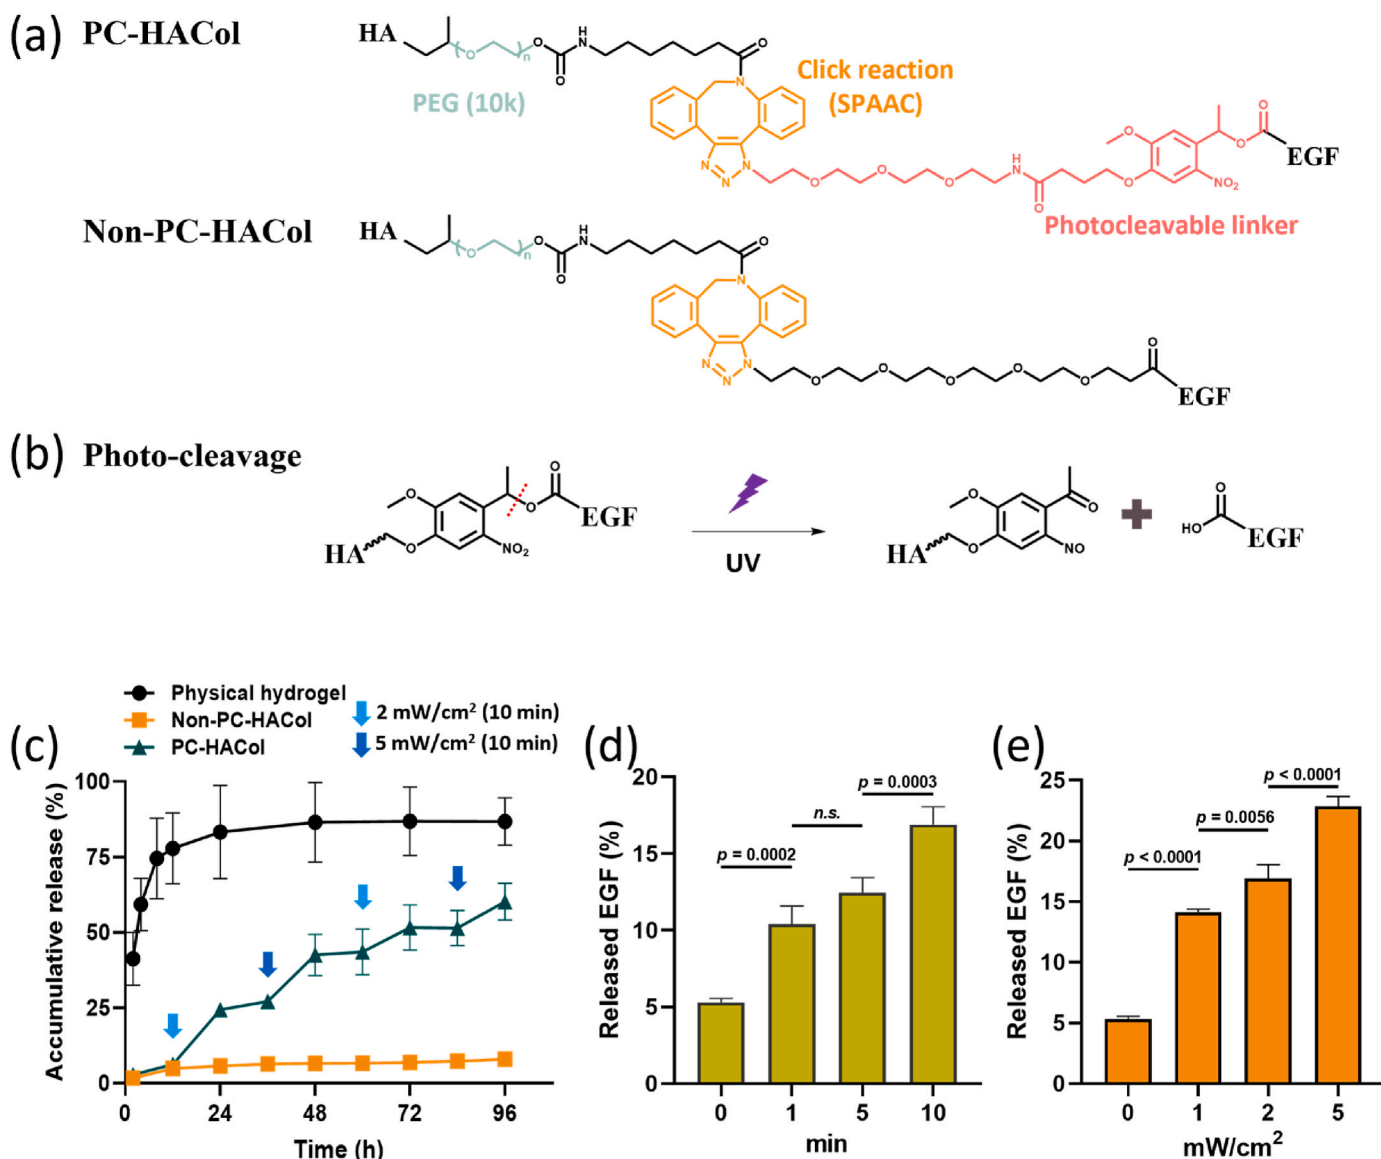 (a) PC-HACol
HA
O
n
O
O
H
N
O
N
PEG (10k)
Click reaction
(SPAAC)
N
N
N
O
O
O
H
N
O
O
O
O
O
NO₂
EGF
Photocleavable linker
Non-PC-HACol
HA
O
n
O
O
H
N
O
N
N
N
N
O
O
O
O
O
O
EGF
(b) Photo-cleavage
O
O
O
EGF
HA
O
NO₂
UV
O
O
HA
O
NO
O
HO
EGF
(c)
Physical hydrogel
Non-PC-HACol
PC-HACol
2 mW/cm² (10 min)
5 mW/cm² (10 min)
Accumulative release (%)
100
75
50
25
0
0 24 48 72 96
Time (h)
(d)
Released EGF (%)
20
15
10
5
0
p = 0.0002
n.s.
p = 0.0003
0 1 5 10
min
(e)
Released EGF (%)
25
20
15
10
5
0
p < 0.0001
p = 0.0056
p < 0.0001
0 1 2 5
mW/cm²